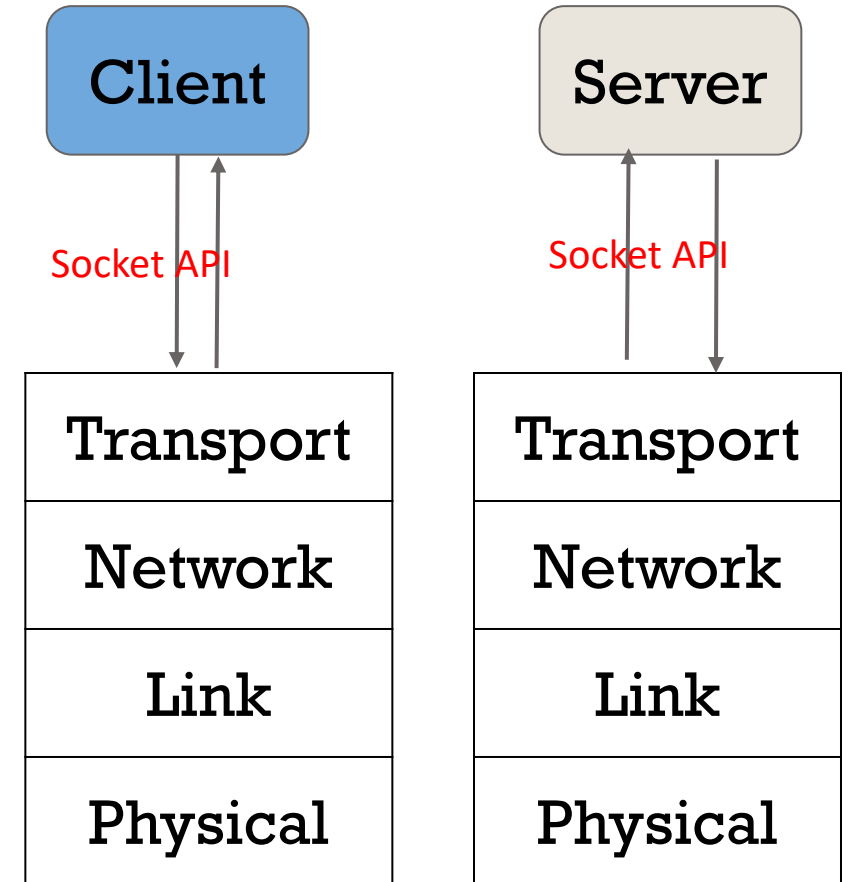 Client
Server
Socket API
Socket API
Transport
Transport
Network
Network
Link
Link
Physical
Physical